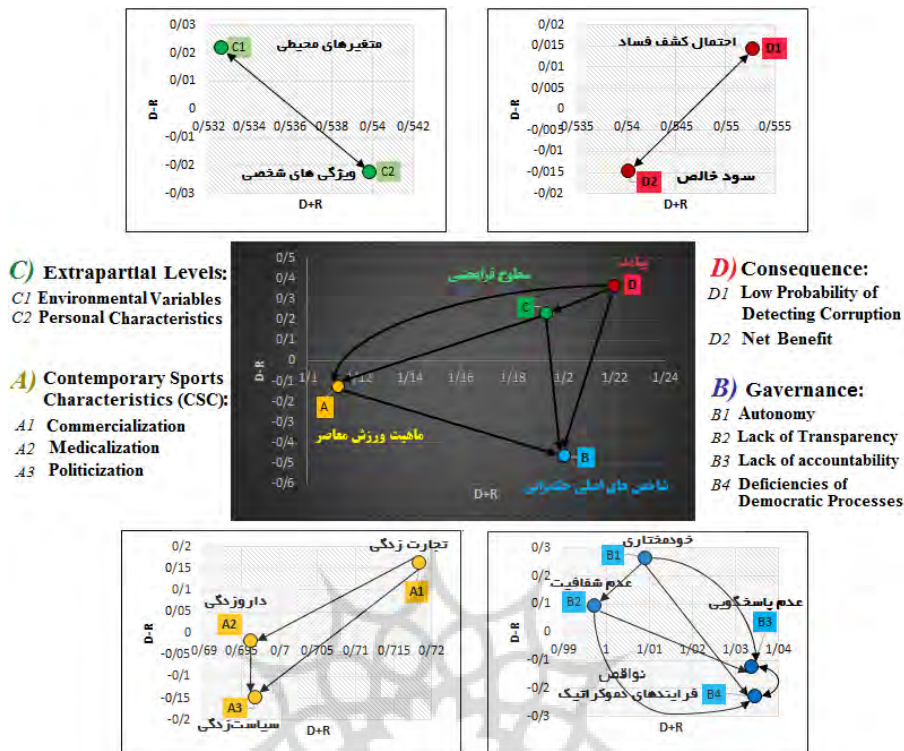 0/03
0/02
0/01
0
-0/01
-0/02
-0/03
D-R
0/532 0/534 0/536 0/538 0/54 0/542
D+R
متغیرهای محیطی
C1
C2
ویژگی های شخصی
0/02
0/015
0/01
0/005
0
-0/005
-0/01
-0/015
-0/02
D-R
0/535 0/54 0/545 0/55 0/555
D+R
احتمال کشف فساد
D1
D2
سود خالص
C) Extrapartial Levels:
C1 Environmental Variables
C2 Personal Characteristics
A) Contemporary Sports
Characteristics (CSC):
A1 Commercialization
A2 Medicalization
A3 Politicization
0/5
0/4
0/3
0/2
0/1
0
-0/1
-0/2
-0/3
-0/4
-0/5
-0/6
D-R
1/1 1/12 1/14 1/16 1/18 1/2 1/22 1/24
D+R
پیامد
D
سطوح فرابخشی
C
A
ماهیت ورزش معاصر
B
شاخص های اصلی حکمرانی
D) Consequence:
D1 Low Probability of
Detecting Corruption
D2 Net Benefit
B) Gavernance:
B1 Autonomy
B2 Lack of Transparency
B3 Lack of accountability
B4 Deficiencies of
Democratic Processes
0/2
0/15
0/1
0/05
0
-0/05
-0/1
-0/15
-0/2
D-R
0/69 0/695 0/7 0/705 0/71 0/715 0/72
D+R
تجارت زدگی
A1
داروزدگی
A2
A3
سیاست‌زدگی
0/3
0/2
0/1
0
-0/1
-0/2
-0/3
D-R
0/99 1 1/01 1/02 1/03 1/04
D+R
خودمختاری
B1
عدم شفافیت
B2
عدم پاسخگویی
B3
نواقص
فرایندهای دموکراتیک
B4